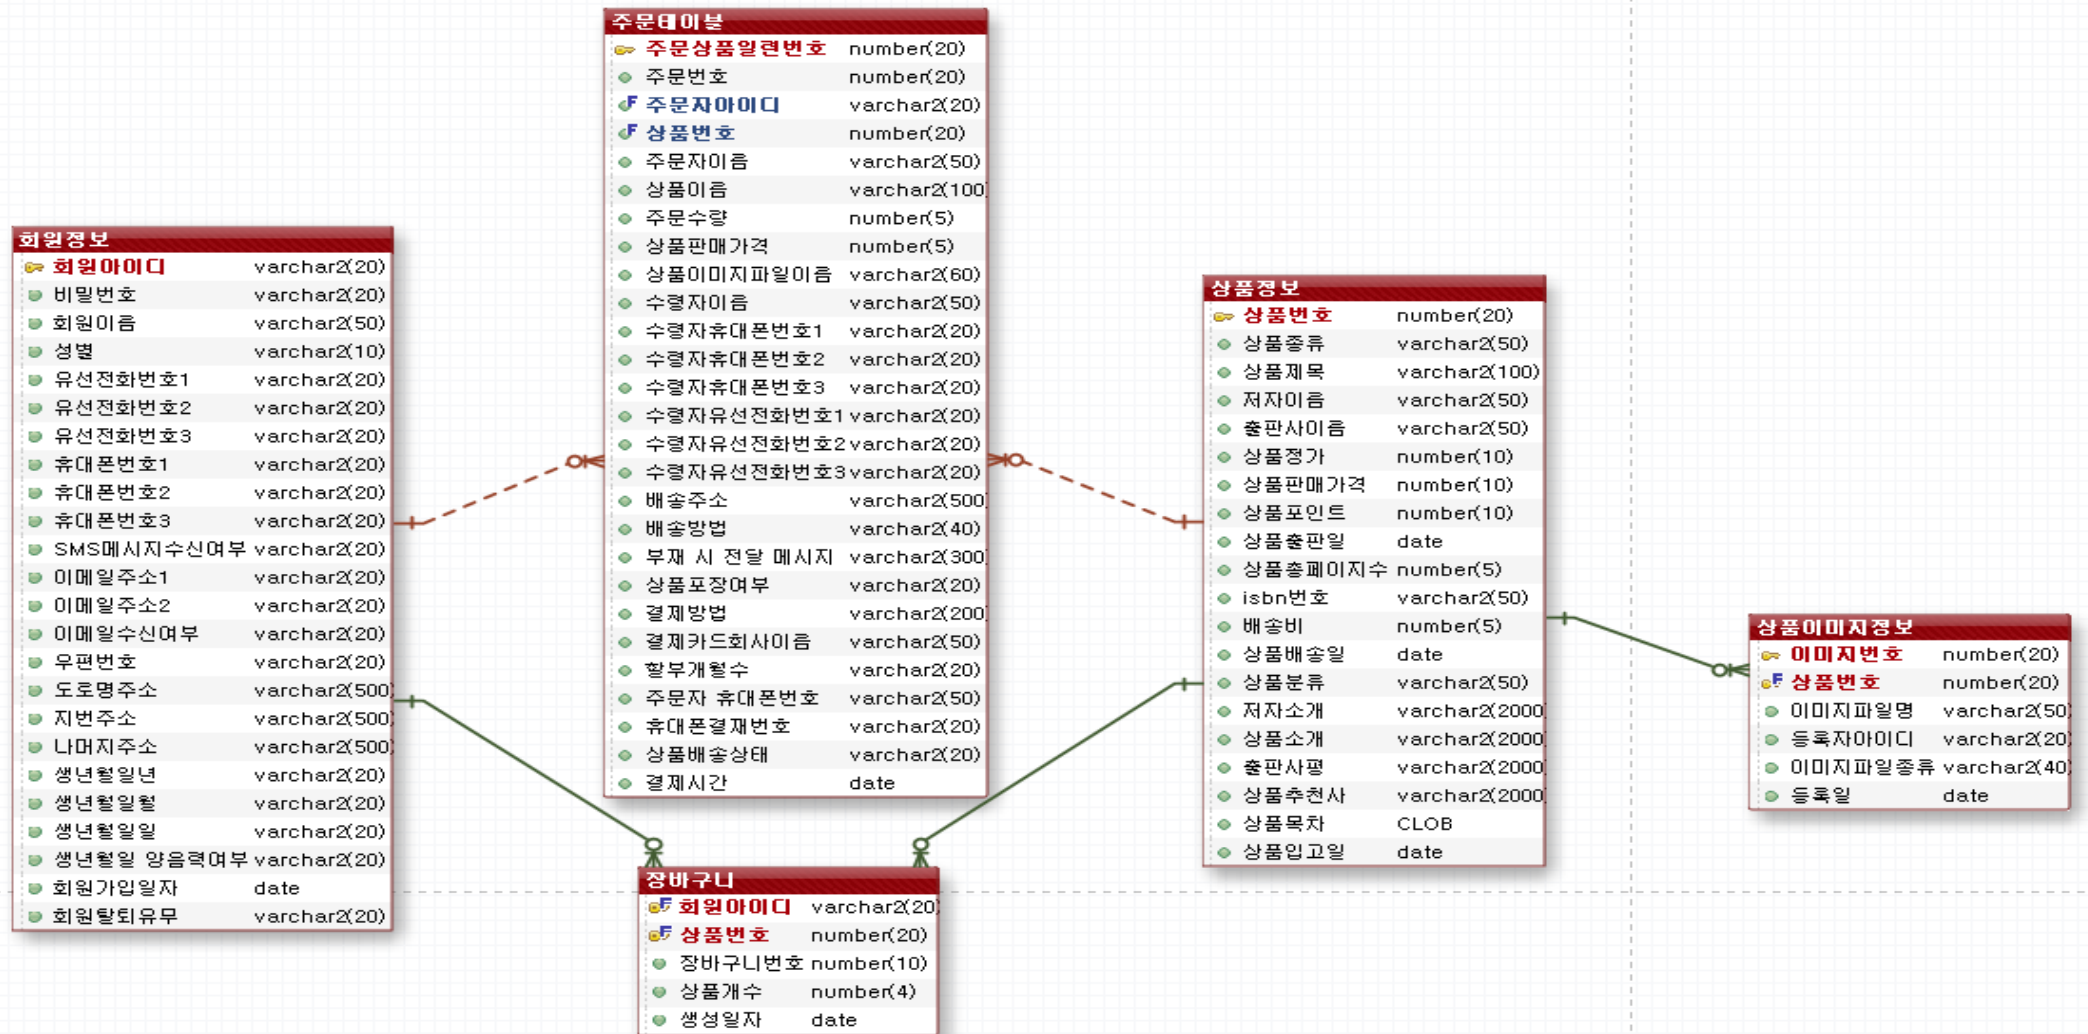 주문테이블
주문상품일련번호 number(20)
주문번호 number(20)
주문자아이디 varchar2(20)
상품번호 number(20)
주문자이름 varchar2(50)
상품이름 varchar2(100)
주문수량 number(5)
상품판매가격 number(5)
상품이미지파일이름 varchar2(60)
수령자이름 varchar2(50)
수령자휴대폰번호1 varchar2(20)
수령자휴대폰번호2 varchar2(20)
수령자휴대폰번호3 varchar2(20)
수령자유선전화번호1 varchar2(20)
수령자유선전화번호2 varchar2(20)
수령자유선전화번호3 varchar2(20)
배송주소 varchar2(500)
배송방법 varchar2(40)
부재 시 전달 메시지 varchar2(300)
상품포장여부 varchar2(20)
결제방법 varchar2(200)
결제카드회사이음 varchar2(50)
할부개월수 varchar2(20)
주문자 휴대폰번호 varchar2(50)
휴대폰결재번호 varchar2(20)
상품배송상태 varchar2(20)
결제시간 date
회원정보
회원아이디 varchar2(20)
비밀번호 varchar2(20)
회원이름 varchar2(50)
성별 varchar2(10)
유선전화번호1 varchar2(20)
유선전화번호2 varchar2(20)
유선전화번호3 varchar2(20)
휴대폰번호1 varchar2(20)
휴대폰번호2 varchar2(20)
휴대폰번호3 varchar2(20)
SMS메시지수신여부 varchar2(20)
이메일주소1 varchar2(20)
이메일주소2 varchar2(20)
이메일수신여부 varchar2(20)
우편번호 varchar2(20)
도로명주소 varchar2(500)
지번주소 varchar2(500)
나머지주소 varchar2(500)
생년월일년 varchar2(20)
생년월일월 varchar2(20)
생년월일일 varchar2(20)
생년월일 양음력여부 varchar2(20)
회원가입일자 date
회원탈퇴유무 varchar2(20)
상품정보
상품번호 number(20)
상품종류 varchar2(50)
상품제목 varchar2(100)
저자이름 varchar2(50)
출판사이름 varchar2(50)
상품정가 number(10)
상품판매가격 number(10)
상품포인트 number(10)
상품출판일 date
상품총페이지수 number(5)
isbn번호 varchar2(50)
배송비 number(5)
상품배송일 date
상품분류 varchar2(50)
저자소개 varchar2(2000)
상품소개 varchar2(2000)
출판사평 varchar2(2000)
상품추천사 varchar2(2000)
상품목차 CLOB
상품입고일 date
상품이미지정보
이미지번호 number(20)
상품번호 number(20)
이미지파일명 varchar2(50)
등록자아이디 varchar2(20)
이미지파일종류 varchar2(40)
등록일 date
장바구니
회원아이디 varchar2(20)
상품번호 number(20)
장바구니번호 number(10)
상품개수 number(4)
생성일자 date